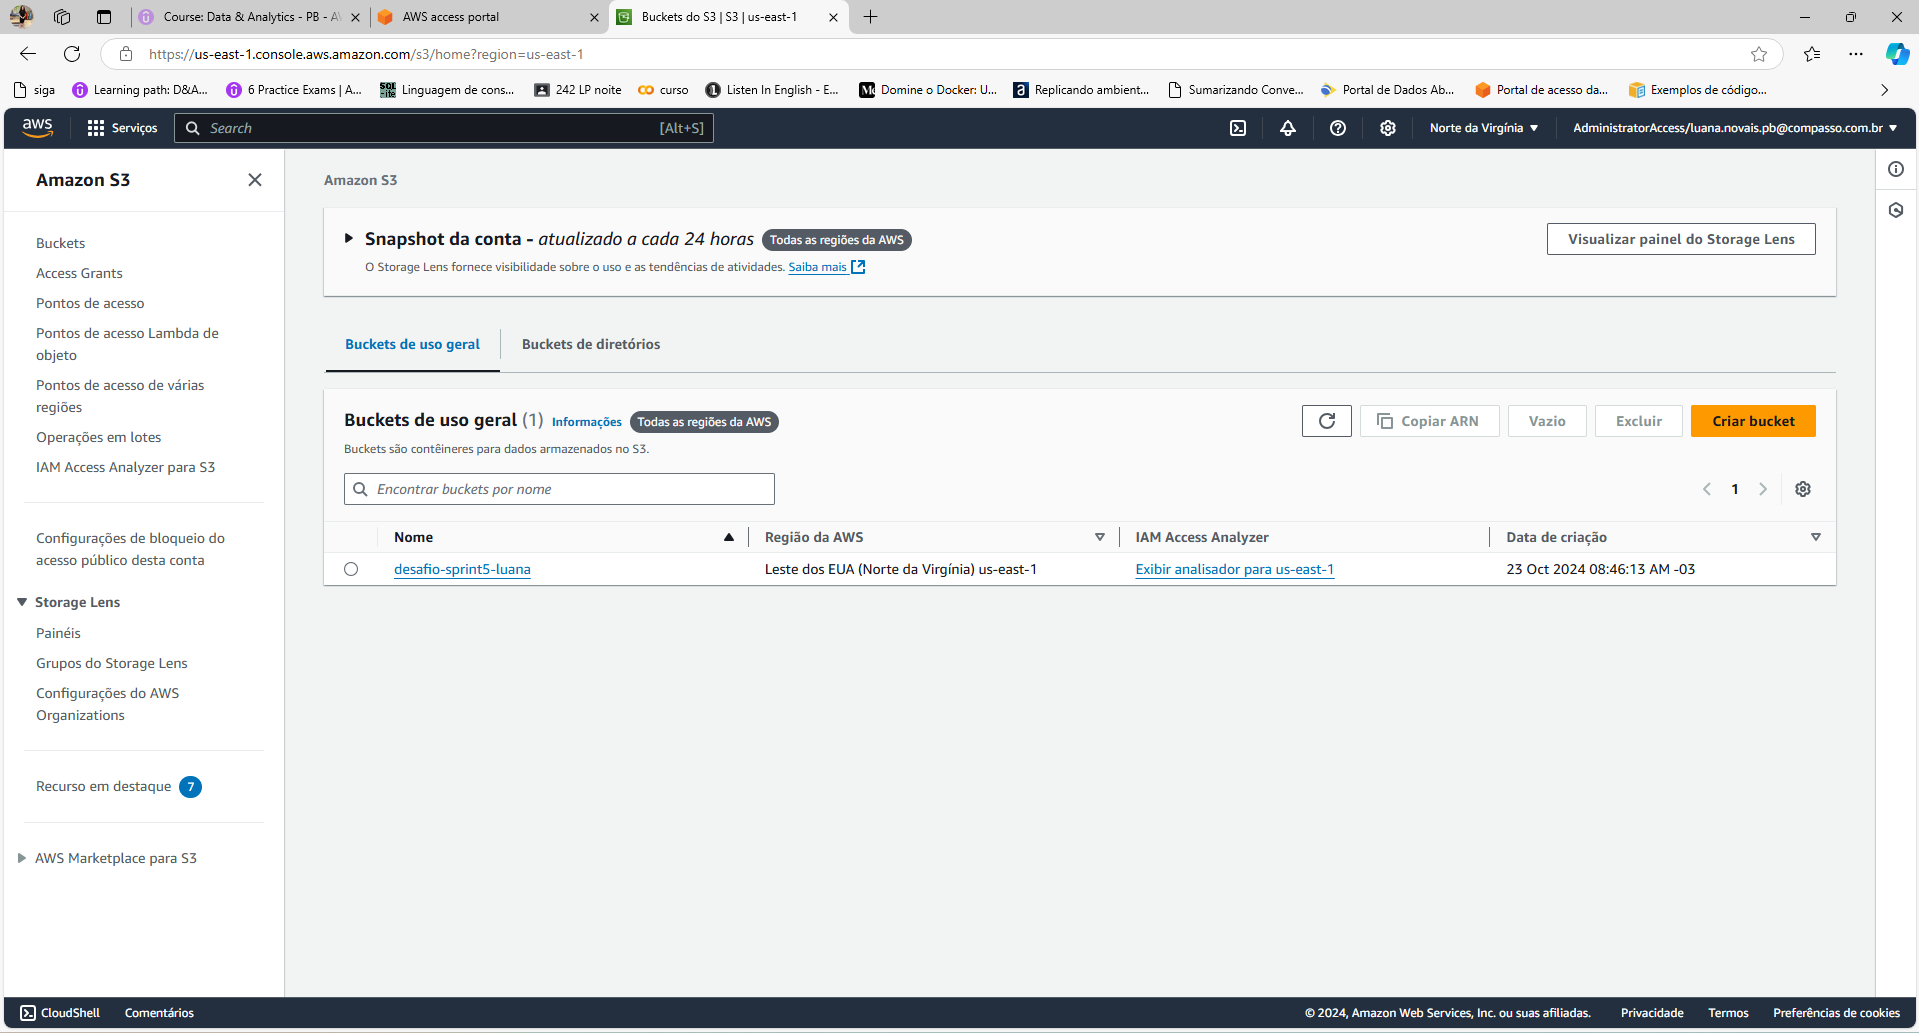 Course: Data & Analytics - PB - A
AWS access portal
Buckets do S3 | S3 | us-east-1
https://us-east-1.console.aws.amazon.com/s3/home?region=us-east-1
siga
Learning path: D&A...
6 Practice Exams | A...
Linguagem de cons...
242 LP noite
curso
Listen In English - E...
Domine o Docker: U...
Replicando ambient...
Sumarizando Conve...
Portal de Dados Ab...
Portal de acesso da...
Exemplos de código...
aws
Serviços
Search
[Alt+S]
Norte da Virgínia
AdministratorAccess/luana.novais.pb@compasso.com.br
Amazon S3
Buckets
Access Grants
Pontos de acesso
Pontos de acesso Lambda de
objeto
Pontos de acesso de várias
regiões
Operações em lotes
IAM Access Analyzer para S3
Configurações de bloqueio do
acesso público desta conta
Storage Lens
Painéis
Grupos do Storage Lens
Configurações do AWS
Organizations
Recurso em destaque 7
AWS Marketplace para S3
Amazon S3
Snapshot da conta - atualizado a cada 24 horas Todas as regiões da AWS
O Storage Lens fornece visibilidade sobre o uso e as tendências de atividades. Saiba mais
Visualizar painel do Storage Lens
Buckets de uso geral
Buckets de diretórios
Buckets de uso geral (1) Informações Todas as regiões da AWS
Buckets são contêineres para dados armazenados no S3.
Copiar ARN
Vazio
Excluir
Criar bucket
Encontrar buckets por nome
1
Nome
Região da AWS
IAM Access Analyzer
Data de criação
desafio-sprint5-luana
Leste dos EUA (Norte da Virgínia) us-east-1
Exibir analisador para us-east-1
23 Oct 2024 08:46:13 AM -03
CloudShell
Comentários
© 2024, Amazon Web Services, Inc. ou suas afiliadas.
Privacidade
Termos
Preferências de cookies